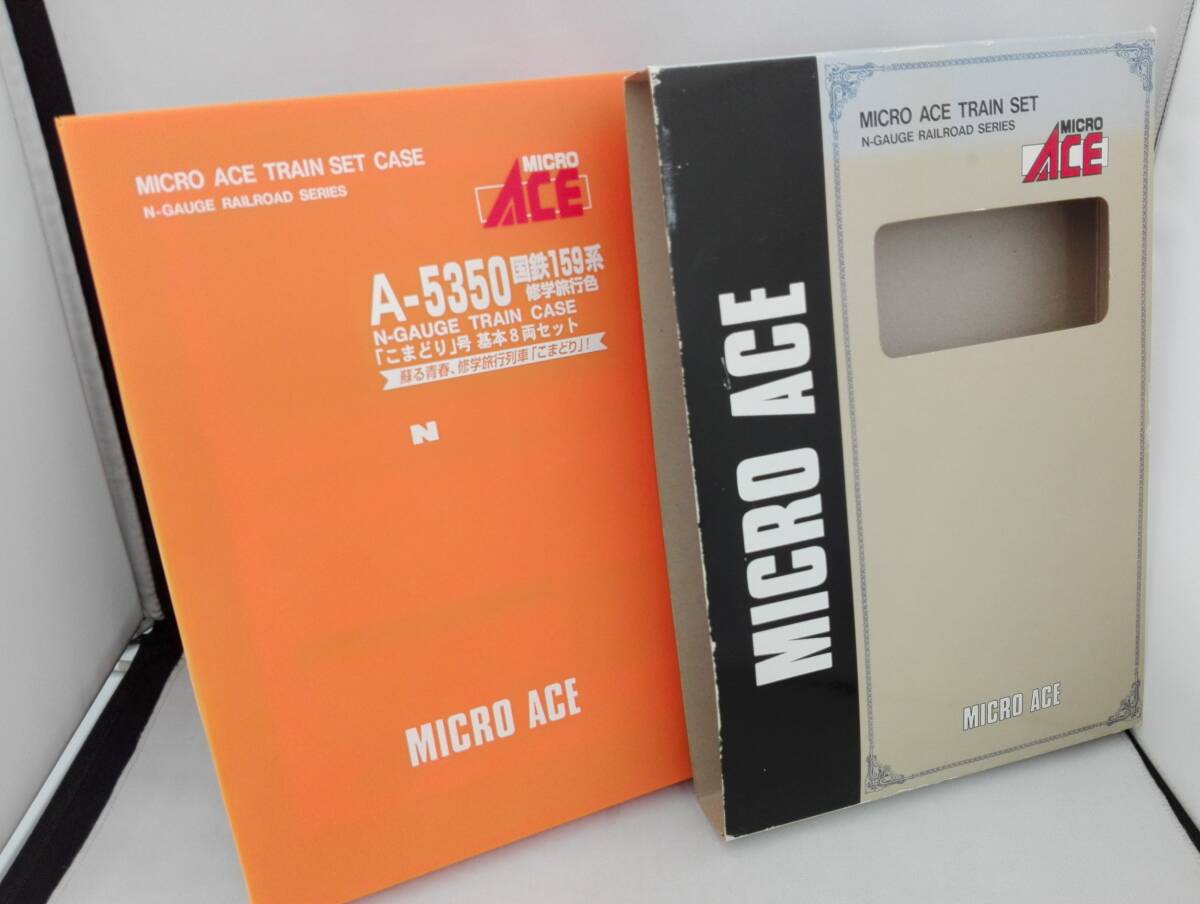 MICRO ACE TRAIN SET CASE
N-GAUGE RAILROAD SERIES
MICRO
ACE
A-5350 国鉄159系
修学旅行色
N-GAUGE TRAIN CASE
「こまどり」号 基本8両セット
蘇る青春、修学旅行列車「こまどり」!
N
MICRO ACE
MICRO ACE
MICRO ACE TRAIN SET
N-GAUGE RAILROAD SERIES
MICRO
ACE
MICRO ACE